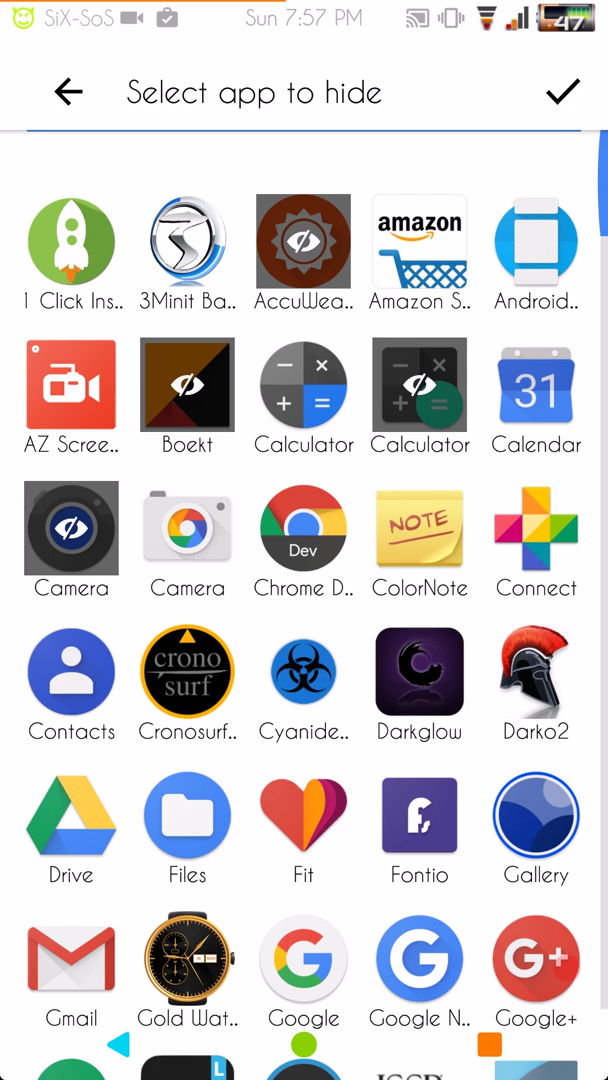 SiX-SoS Sun 7:57 PM 47
Select app to hide
amazon
1 Click Ins.. 3Minit Ba.. AccuWea.. Amazon S.. Android..
31
AZ Scree.. Boekt Calculator Calculator Calendar
Dev NOTE
Camera Camera Chrome D.. ColorNote Connect
crono
surf
Contacts Cronosurf.. Cyanide.. Darkglow Darko2
Drive Files Fit Fontio Gallery
G G G+
Gmail Gold Wat.. Google Google N.. Google+
L